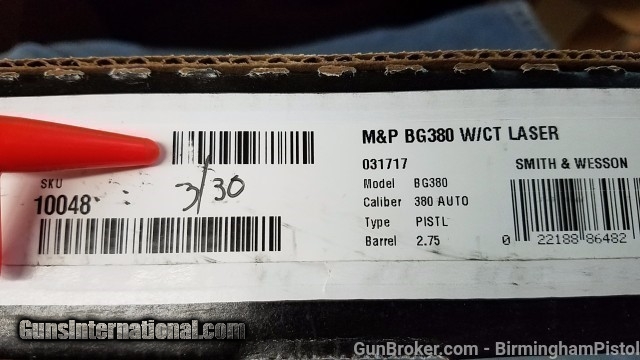 M&P BG380 W/CT LASER
031717 SMITH & WESSON
Model BG380
Caliber 380 AUTO
Type PISTL
Barrel 2.75
0 22188 86482
SKU
10048
3/30
GunsInternational.com
GunBroker.com - BirminghamPistol